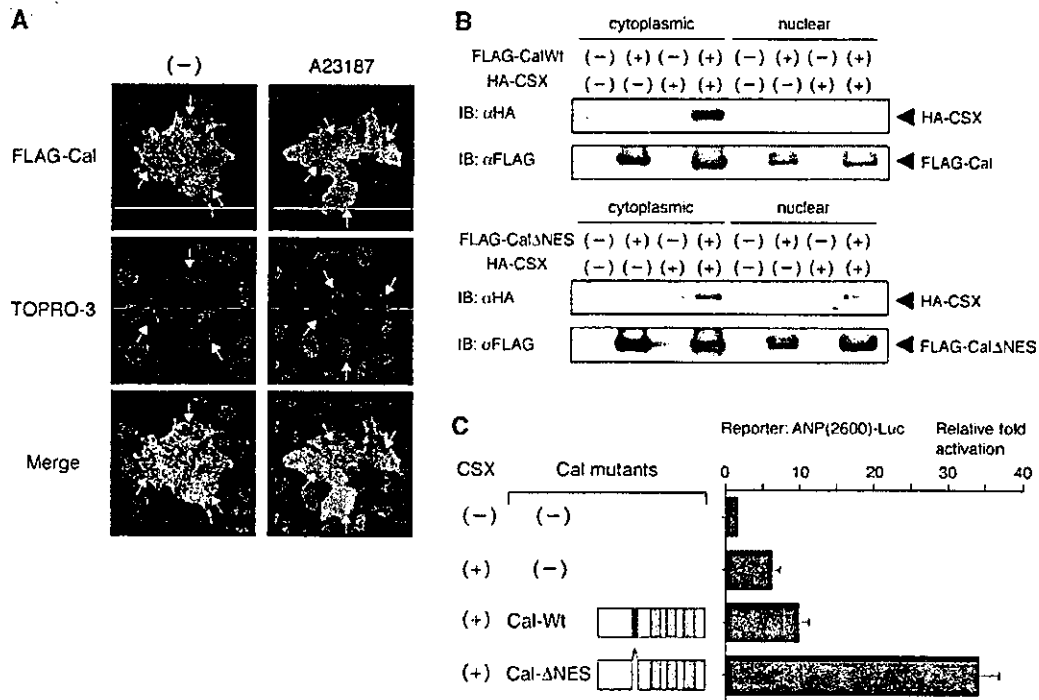 A
(−)
A23187
FLAG-Cal
TOPRO-3
Merge
B
cytoplasmic nuclear
FLAG-CalWt (−) (+) (−) (+) (−) (+) (−) (+)
HA-CSX (−) (−) (+) (+) (−) (−) (+) (+)
IB: αHA
HA-CSX
IB: αFLAG
FLAG-Cal
cytoplasmic nuclear
FLAG-CalΔNES (−) (+) (−) (+) (−) (+) (−) (+)
HA-CSX (−) (−) (+) (+) (−) (−) (+) (+)
IB: αHA
HA-CSX
IB: αFLAG
FLAG-CalΔNES
C
Reporter: ANP(2600)-Luc
Relative fold
activation
CSX Cal mutants
0 10 20 30 40
(−) (−)
(+) (−)
(+) Cal-Wt
(+) Cal-ΔNES